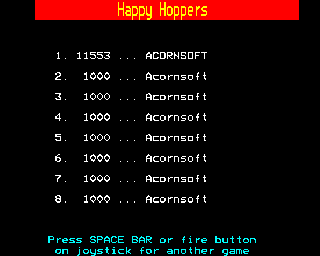 Happy Hoppers
1. 11553 ... ACORNSOFT
2. 1000 ... Acornsoft
3. 1000 ... Acornsoft
4. 1000 ... Acornsoft
5. 1000 ... Acornsoft
6. 1000 ... Acornsoft
7. 1000 ... Acornsoft
8. 1000 ... Acornsoft
Press SPACE BAR or fire button
on joystick for another game